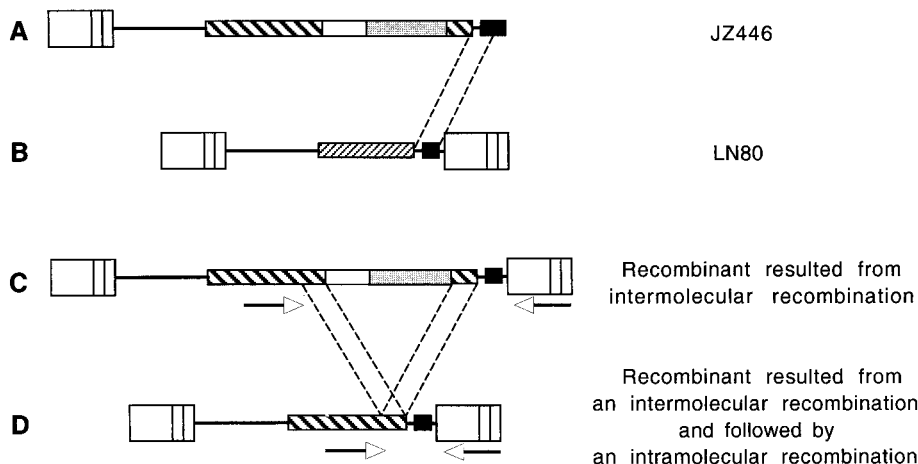 A
JZ446
B
LN80
C
Recombinant resulted from
intermolecular recombination
D
Recombinant resulted from
an intermolecular recombination
and followed by
an intramolecular recombination